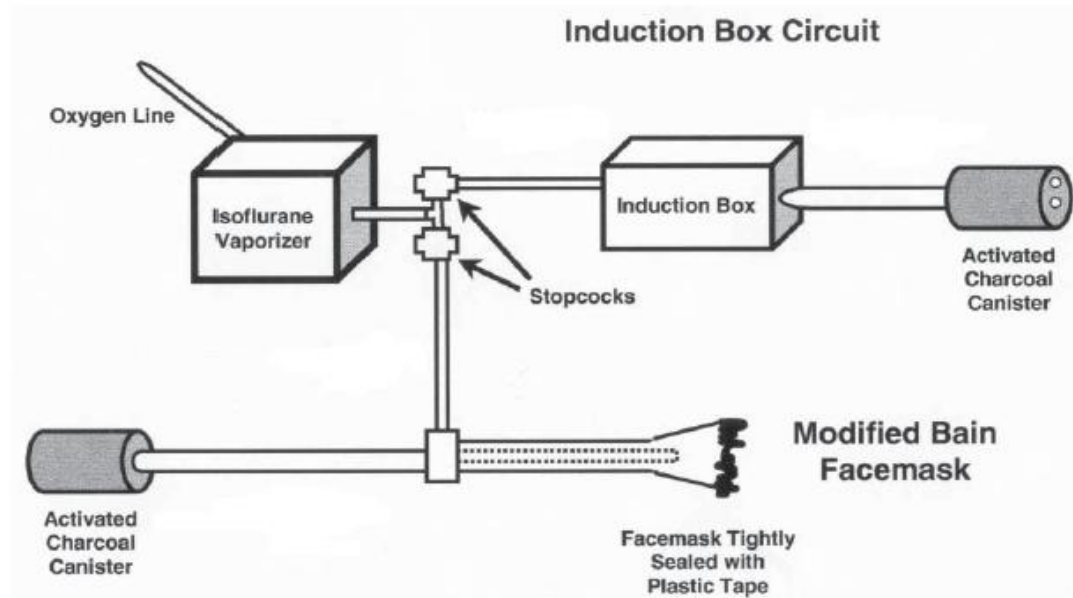 Induction Box Circuit
Oxygen Line
Isoflurane
Vaporizer
Induction Box
Activated
Charcoal
Canister
Stopcocks
Modified Bain
Facemask
Activated
Charcoal
Canister
Facemask Tightly
Sealed with
Plastic Tape